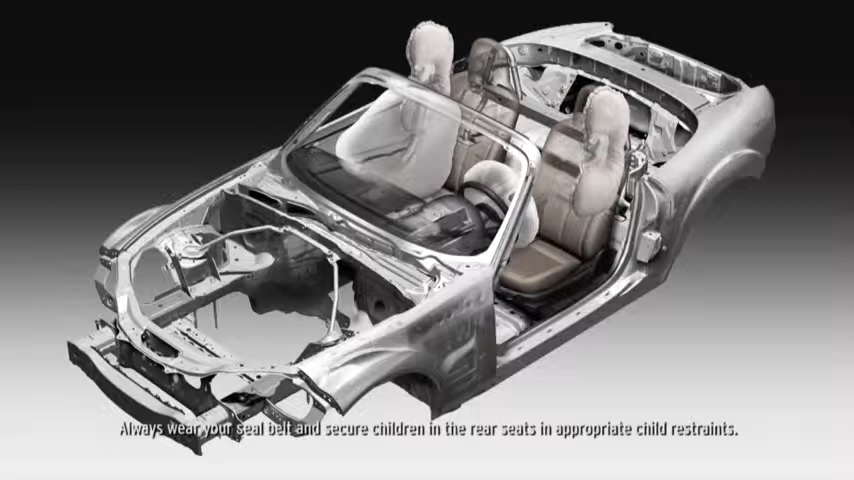 Always wear your seal belt and secure children in the rear seats in appropriate child restraints.